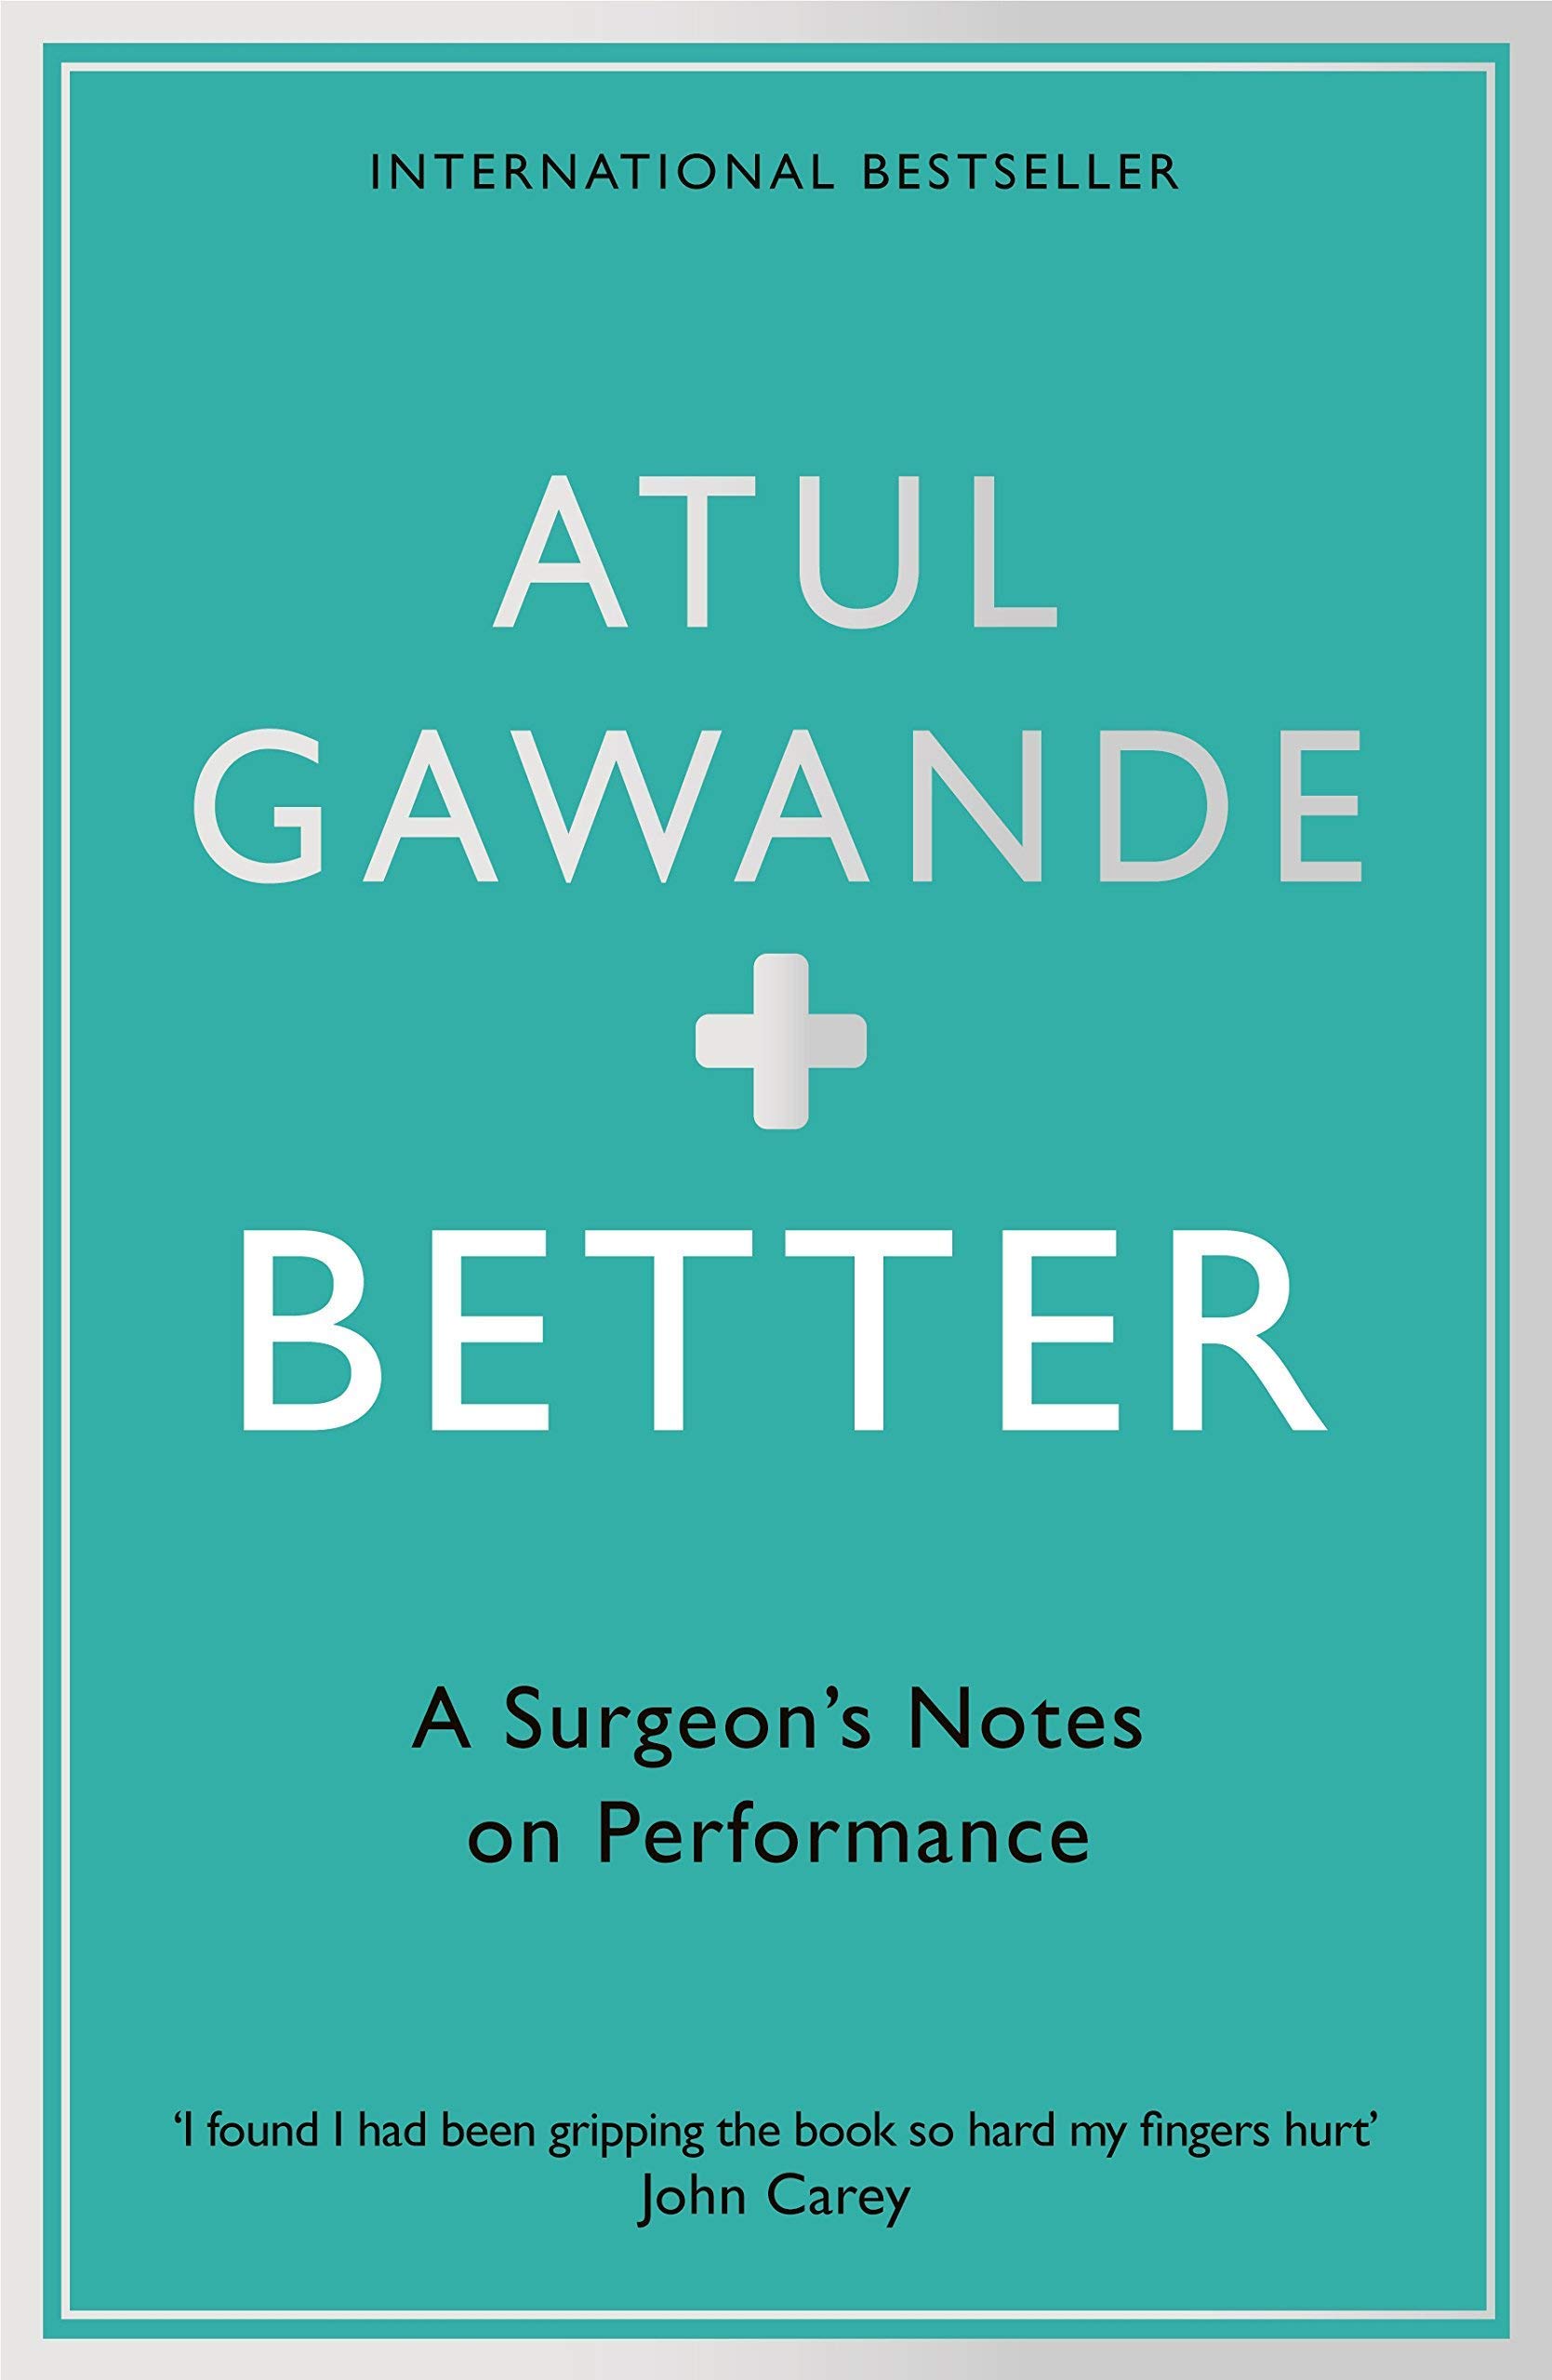 INTERNATIONAL BESTSELLER
ATUL
GAWANDE
BETTER
A Surgeon’s Notes
on Performance
‘I found I had been gripping the book so hard my fingers hurt’
John Carey